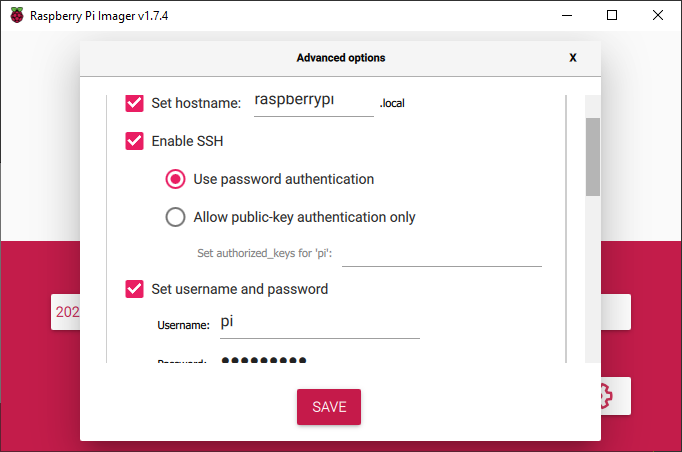 Raspberry Pi Imager v1.7.4
Advanced options X
Set hostname: raspberrypi .local
Enable SSH
Use password authentication
Allow public-key authentication only
Set authorized_keys for 'pi':
Set username and password
202
Username: pi
Password: •••••••••
SAVE